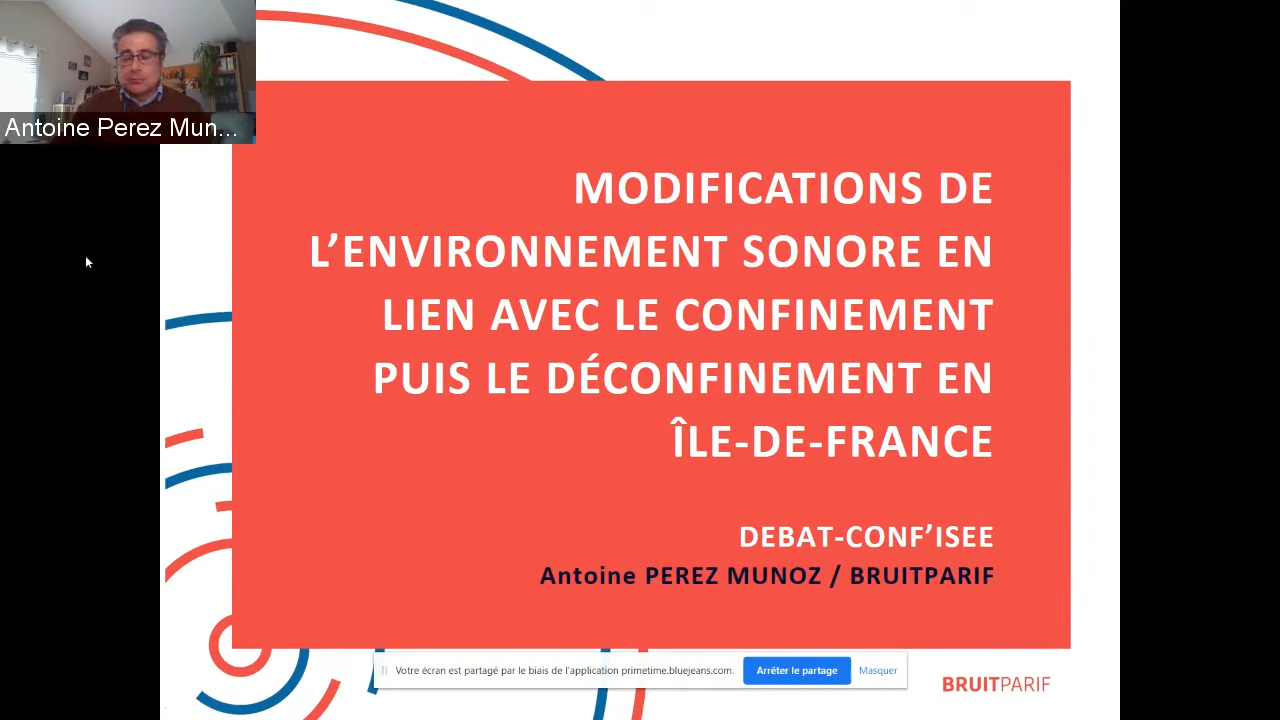 Antoine Perez Mun...
MODIFICATIONS DE
L’ENVIRONNEMENT SONORE EN
LIEN AVEC LE CONFINEMENT
PUIS LE DÉCONFINEMENT EN
ÎLE-DE-FRANCE
DEBAT-CONF’ISEE
Antoine PEREZ MUNOZ / BRUITPARIF
Votre écran est partagé par le biais de l'application primetime.bluejeans.com.
Arrêter le partage
Masquer
BRUITPARIF